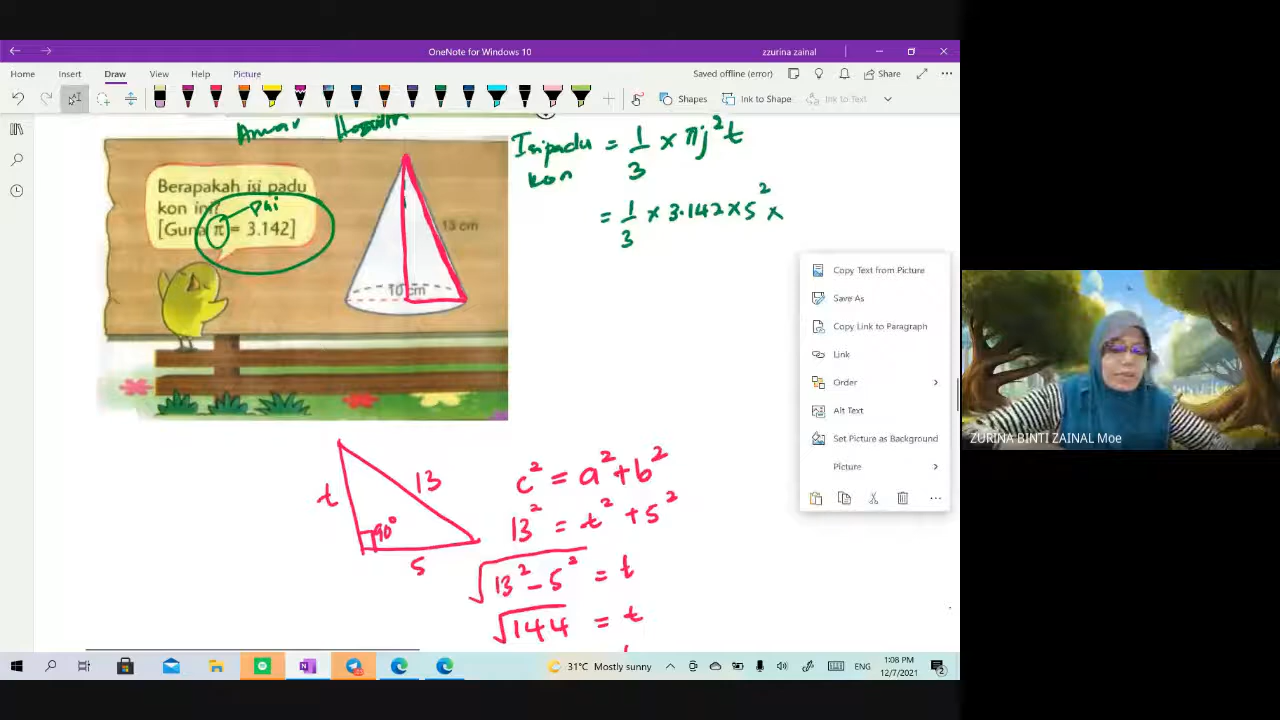 OneNote for Windows 10
zzurina zainal
Home Insert Draw View Help Picture
Saved offline (error)
Share
Shapes
Ink to Shape
Ink to Text
Anwar
Isipadu kon = 1/3 × πj²t
= 1/3 × 3.142 × 5² ×
pai
Berapakah isi padu
kon ini?
[Guna π = 3.142]
13 cm
10 cm
Copy Text from Picture
Save As
Copy Link to Paragraph
Link
Order
Alt Text
Set Picture as Background
Picture
t
13
90°
5
c² = a² + b²
13² = t² + 5²
√13² - 5² = t
√144 = t
ZURINA BINTI ZAINAL Moe
31°C Mostly sunny
ENG
1:08 PM
12/7/2021
2